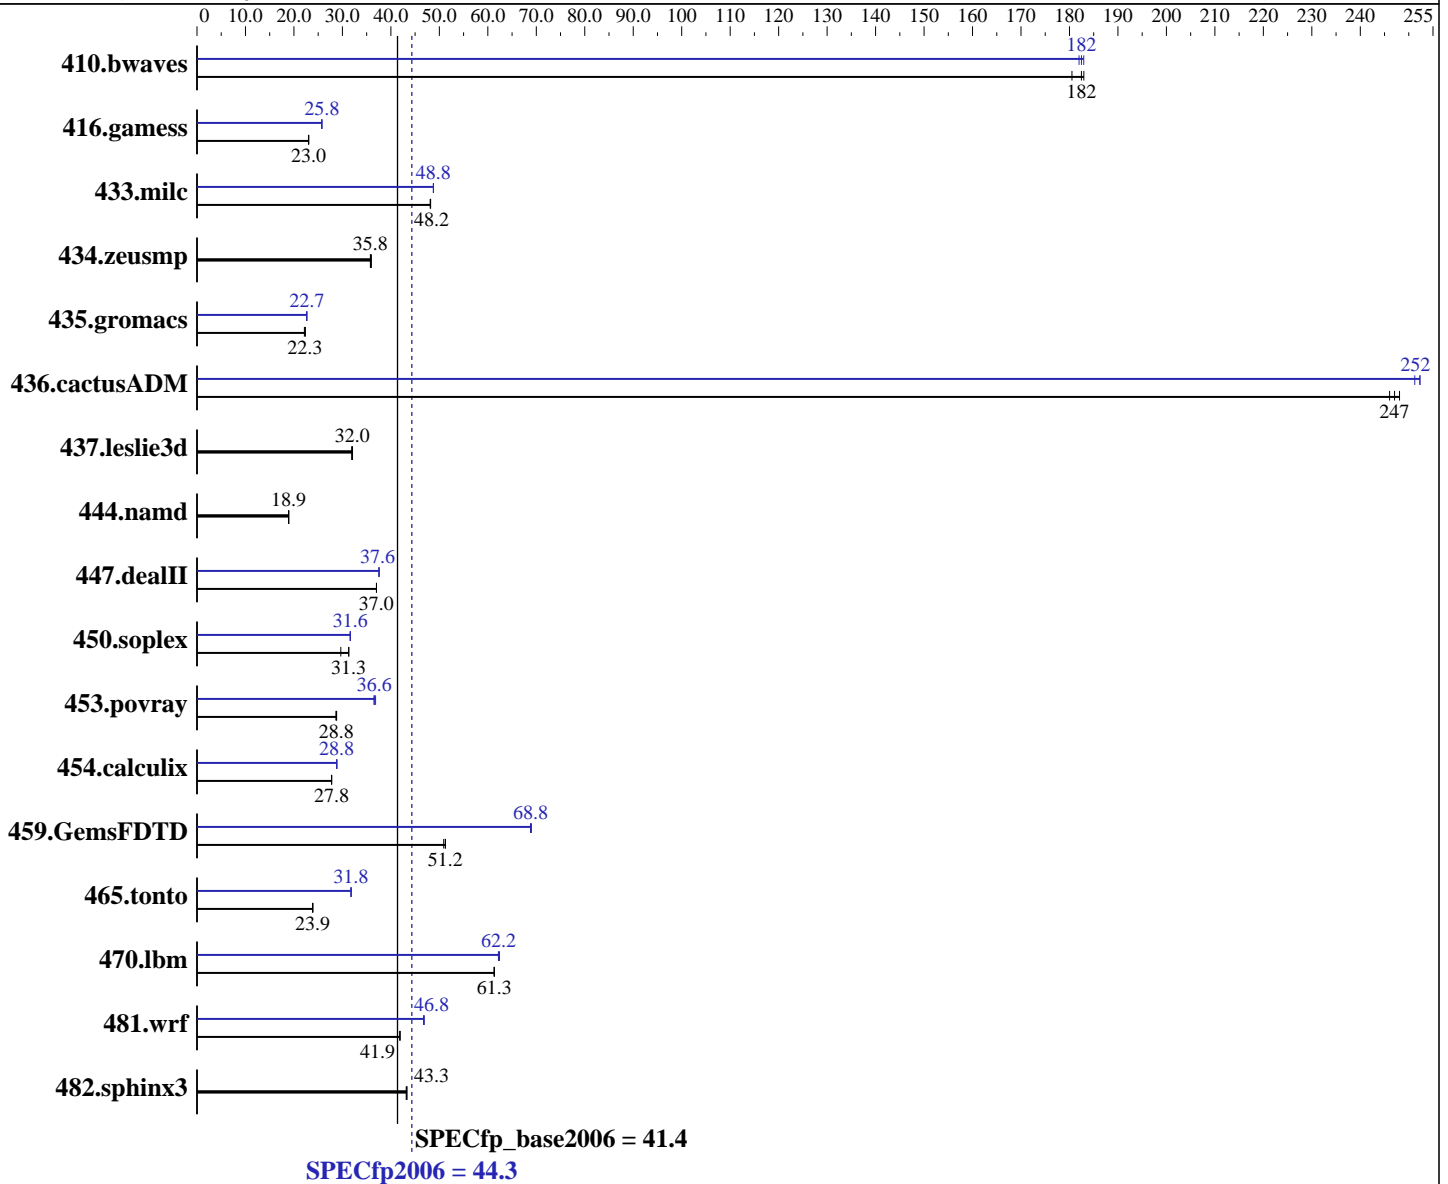 0 10.0 20.0 30.0 40.0 50.0 60.0 70.0 80.0 90.0 100 110 120 130 140 150 160 170 180 190 200 210 220 230 240 255
182
410.bwaves
182
25.8
416.gamess
23.0
48.8
433.milc
48.2
35.8
434.zeusmp
22.7
435.gromacs
22.3
252
436.cactusADM
247
32.0
437.leslie3d
18.9
444.namd
37.6
447.dealII
37.0
31.6
450.soplex
31.3
36.6
453.povray
28.8
28.8
454.calculix
27.8
68.8
459.GemsFDTD
51.2
31.8
465.tonto
23.9
62.2
470.lbm
61.3
46.8
481.wrf
41.9
43.3
482.sphinx3
SPECfp_base2006 = 41.4
SPECfp2006 = 44.3